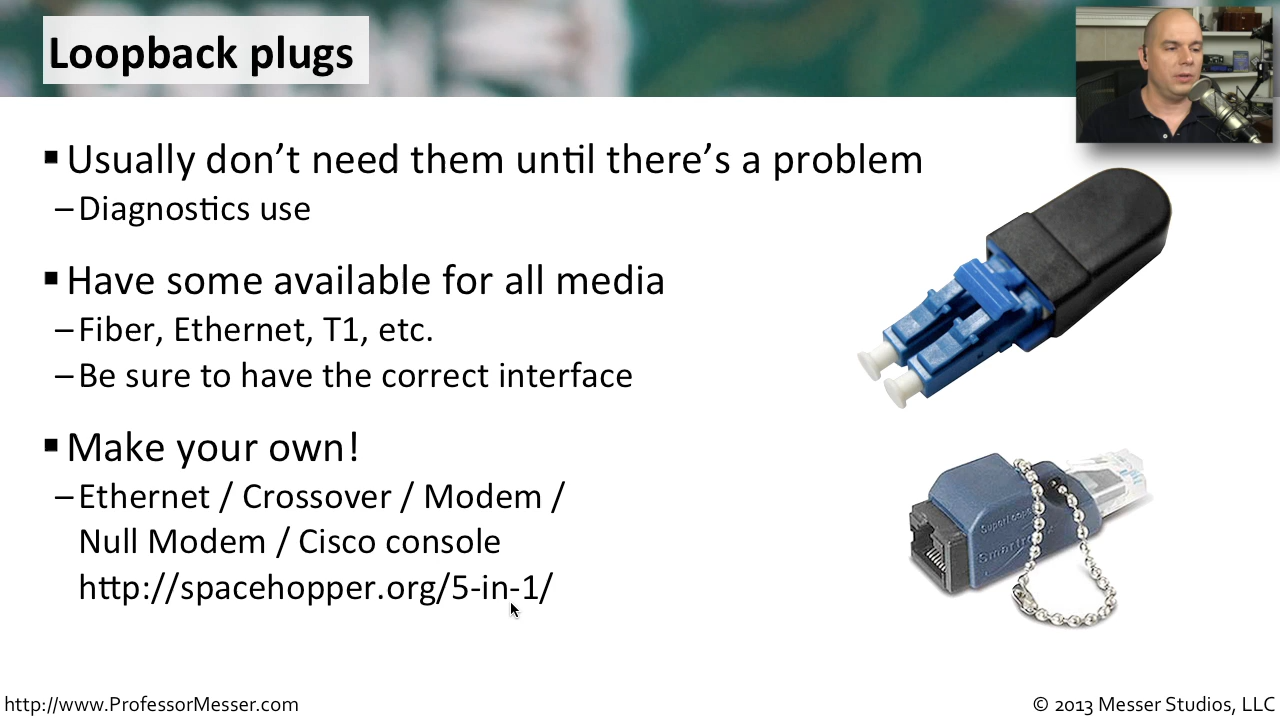 Loopback plugs
▪ Usually don't need them until there's a problem
– Diagnostics use
▪ Have some available for all media
– Fiber, Ethernet, T1, etc.
– Be sure to have the correct interface
▪ Make your own!
– Ethernet / Crossover / Modem /
Null Modem / Cisco console
http://spacehopper.org/5-in-1/
http://www.ProfessorMesser.com
© 2013 Messer Studios, LLC